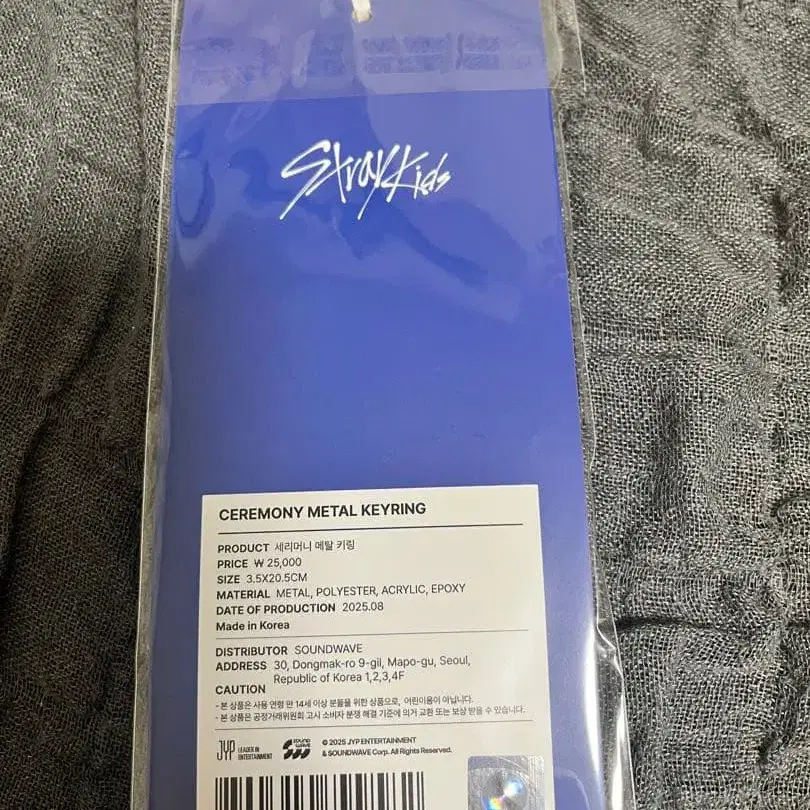 Stray Kids
CEREMONY METAL KEYRING
PRODUCT 세리머니 메탈 키링
PRICE ₩ 25,000
SIZE 3.5X20.5CM
MATERIAL METAL, POLYESTER, ACRYLIC, EPOXY
DATE OF PRODUCTION 2025.08
Made in Korea
DISTRIBUTOR SOUNDWAVE
ADDRESS 30, Dongmak-ro 9-gil, Mapo-gu, Seoul,
Republic of Korea 1,2,3,4F
CAUTION
- 본 상품은 사용 연령 만 14세 이상 분들을 위한 상품으로, 어린이용이 아닙니다.
- 본 상품은 공정거래위원회 고시 소비자 분쟁 해결 기준에 의거 교환 또는 보상 받을 수 있습니다.
JYP LEADER IN
ENTERTAINMENT
SOUND
WAVE
© 2025 JYP ENTERTAINMENT
& SOUNDWAVE Corp. All Rights Reserved.